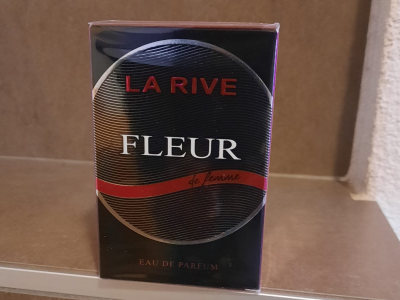 LA RIVE
FLEUR
de Femme
EAU DE PARFUM